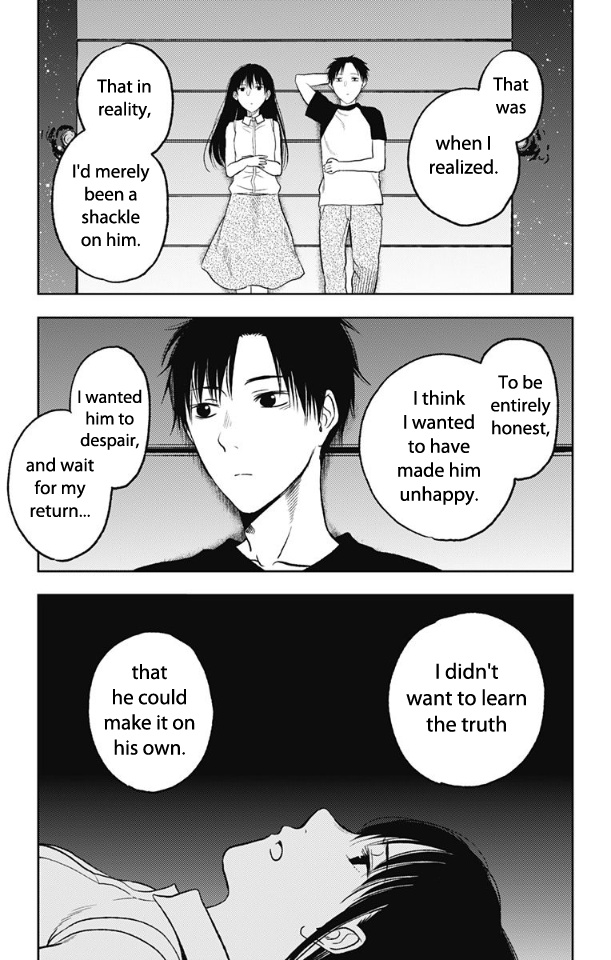 That
was
when I
realized.
That in
reality,
I'd merely
been a
shackle
on him.
To be
entirely
honest,
I think
I wanted
to have
made him
unhappy.
I wanted
him to
despair,
and wait
for my
return...
I didn't
want to learn
the truth
that
he could
make it on
his own.